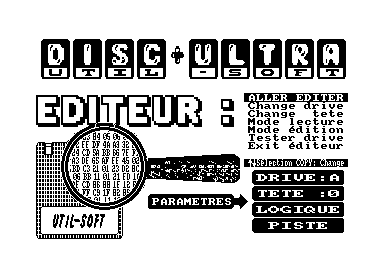 DISC + ULTRA
UTIL - SOFT
EDITEUR :
ALLER EDITER
Change drive
Change tete
Mode lecture
Mode édition
Tester drive
Exit éditeur
Selection COPY: Change
DRIVE:A
PARAMETRES
TETE :0
LOGIQUE
PISTE
UTIL-SOFT